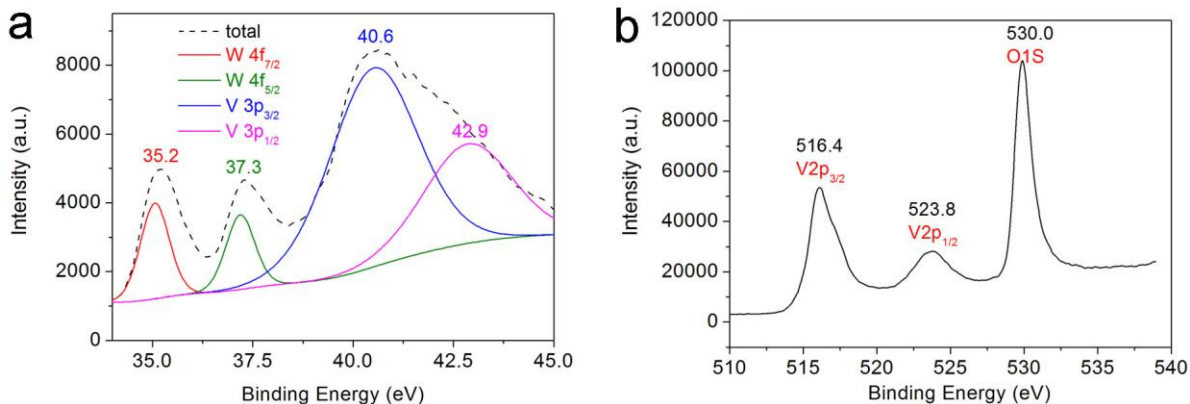 a
total
W 4f7/2
W 4f5/2
V 3p3/2
V 3p1/2
35.2
37.3
40.6
42.9
8000
6000
4000
2000
0
35.0 37.5 40.0 42.5 45.0
Intensity (a.u.)
Binding Energy (eV)
b
530.0
O1S
516.4
V2p3/2
523.8
V2p1/2
120000
100000
80000
60000
40000
20000
0
510 515 520 525 530 535 540
Intensity (a.u.)
Binding Energy (eV)